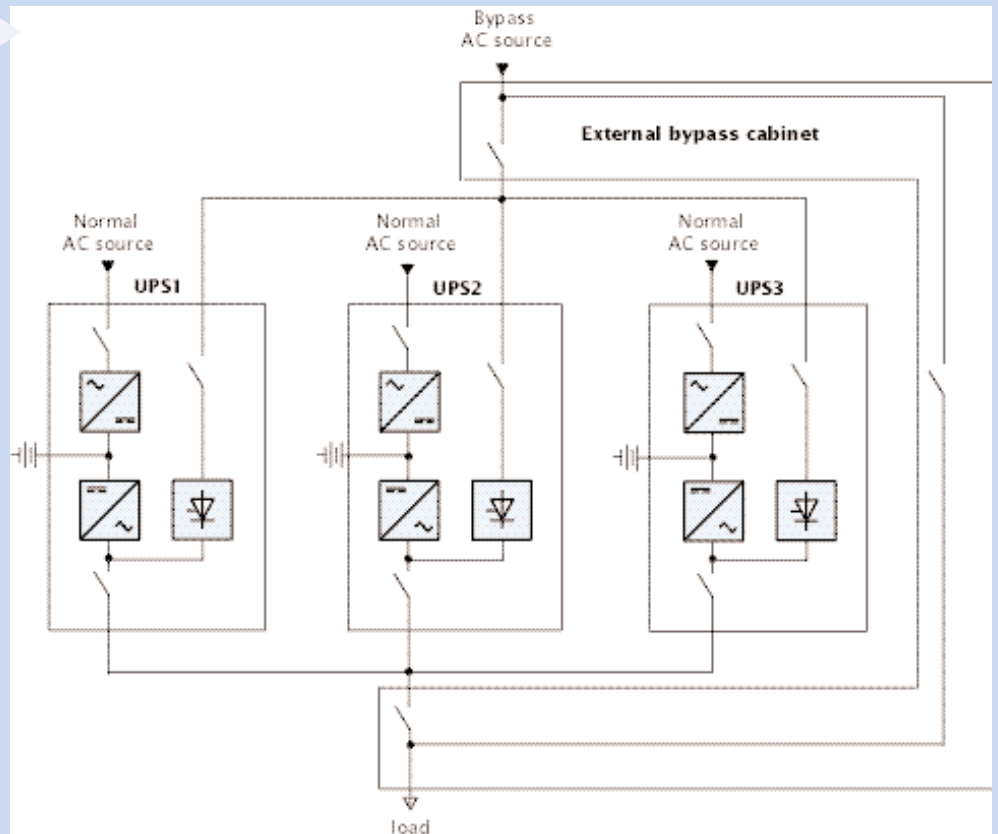 Bypass
AC source
External bypass cabinet
Normal
AC source
Normal
AC source
Normal
AC source
UPS1
UPS2
UPS3
load